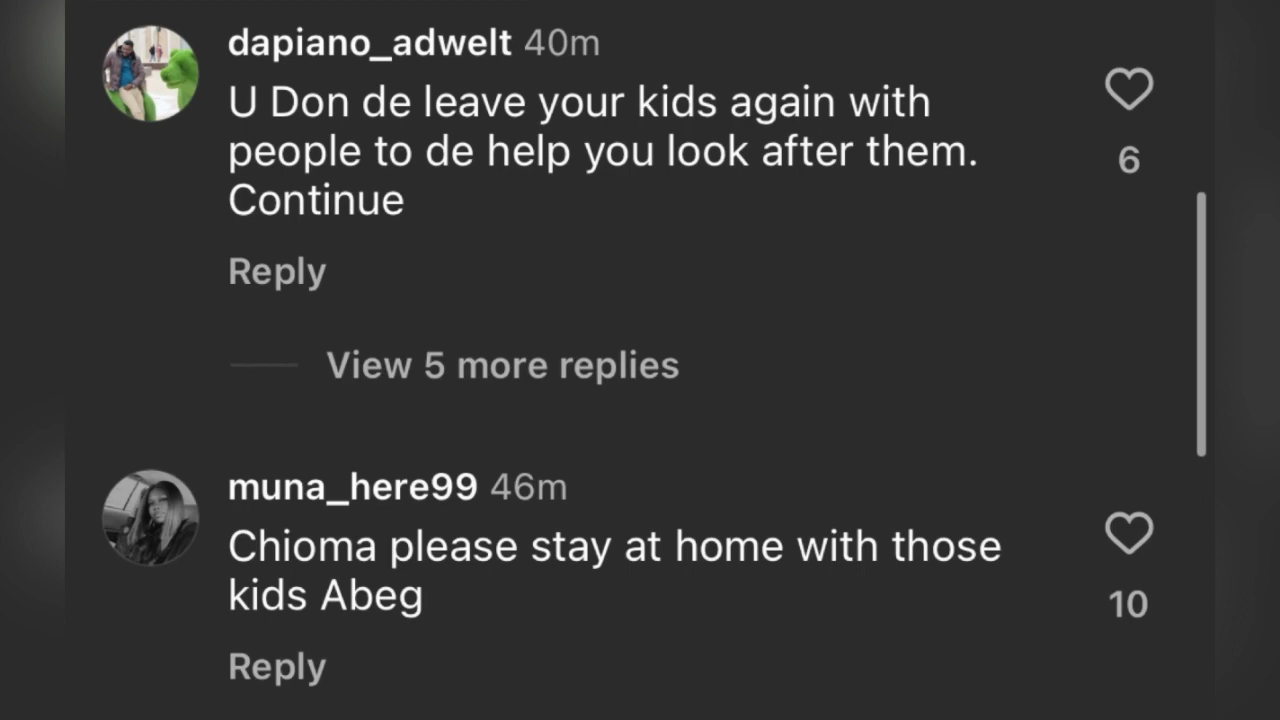 dapiano_adwelt 40m
U Don de leave your kids again with
people to de help you look after them.
Continue
6
Reply
View 5 more replies
muna_here99 46m
Chioma please stay at home with those
kids Abeg
10
Reply